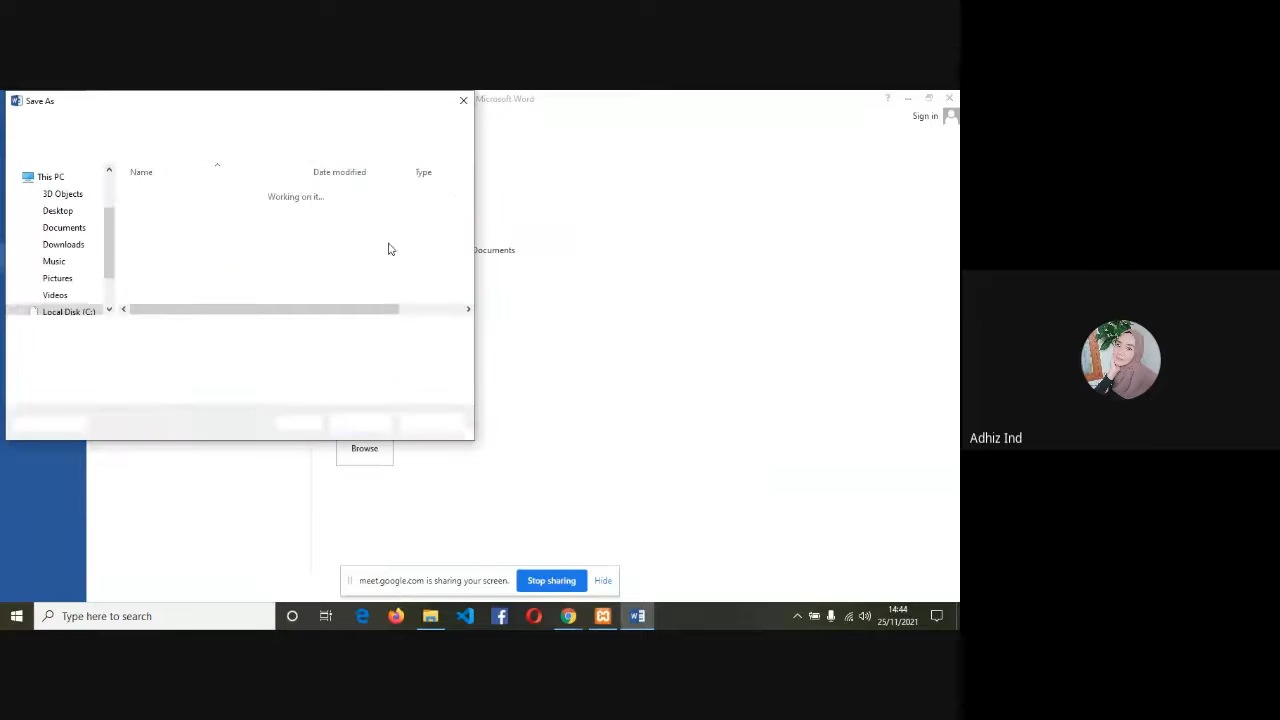 Save As
Microsoft Word
?
Sign in
This PC
Name
Date modified
Type
3D Objects
Working on it...
Desktop
Documents
Downloads
Documents
Music
Pictures
Videos
Local Disk (C:)
Adhiz Ind
Browse
meet.google.com is sharing your screen.
Stop sharing
Hide
Type here to search
14:44
25/11/2021